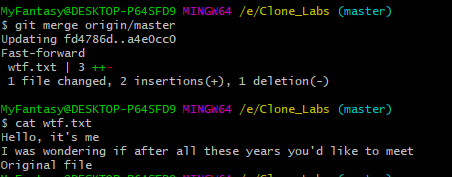 MyFantasy@DESKTOP-P64SFD9 MINGW64 /e/Clone_Labs (master)
$ git merge origin/master
Updating fd4786d..a4e0cc0
Fast-forward
 wtf.txt | 3 ++-
 1 file changed, 2 insertions(+), 1 deletion(-)

MyFantasy@DESKTOP-P64SFD9 MINGW64 /e/Clone_Labs (master)
$ cat wtf.txt
Hello, it's me
I was wondering if after all these years you'd like to meet
Original file